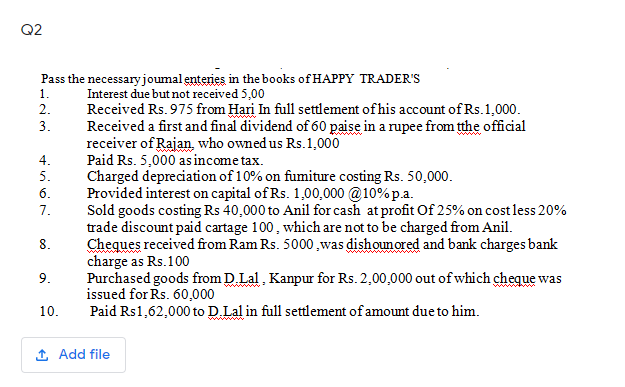 Q2
Pass the necessary journal enteries in the books of HAPPY TRADER'S
1. Interest due but not received 5,00
2. Received Rs. 975 from Hari In full settlement of his account of Rs.1,000.
3. Received a first and final dividend of 60 paise in a rupee from tthe official
receiver of Rajan, who owned us Rs.1,000
4. Paid Rs. 5,000 as income tax.
5. Charged depreciation of 10% on furniture costing Rs. 50,000.
6. Provided interest on capital of Rs. 1,00,000 @10% p.a.
7. Sold goods costing Rs 40,000 to Anil for cash at profit Of 25% on cost less 20%
trade discount paid cartage 100, which are not to be charged from Anil.
8. Cheques received from Ram Rs. 5000 ,was dishounored and bank charges bank
charge as Rs.100
9. Purchased goods from D.Lal, Kanpur for Rs. 2,00,000 out of which cheque was
issued for Rs. 60,000
10. Paid Rs1,62,000 to D.Lal in full settlement of amount due to him.
Add file